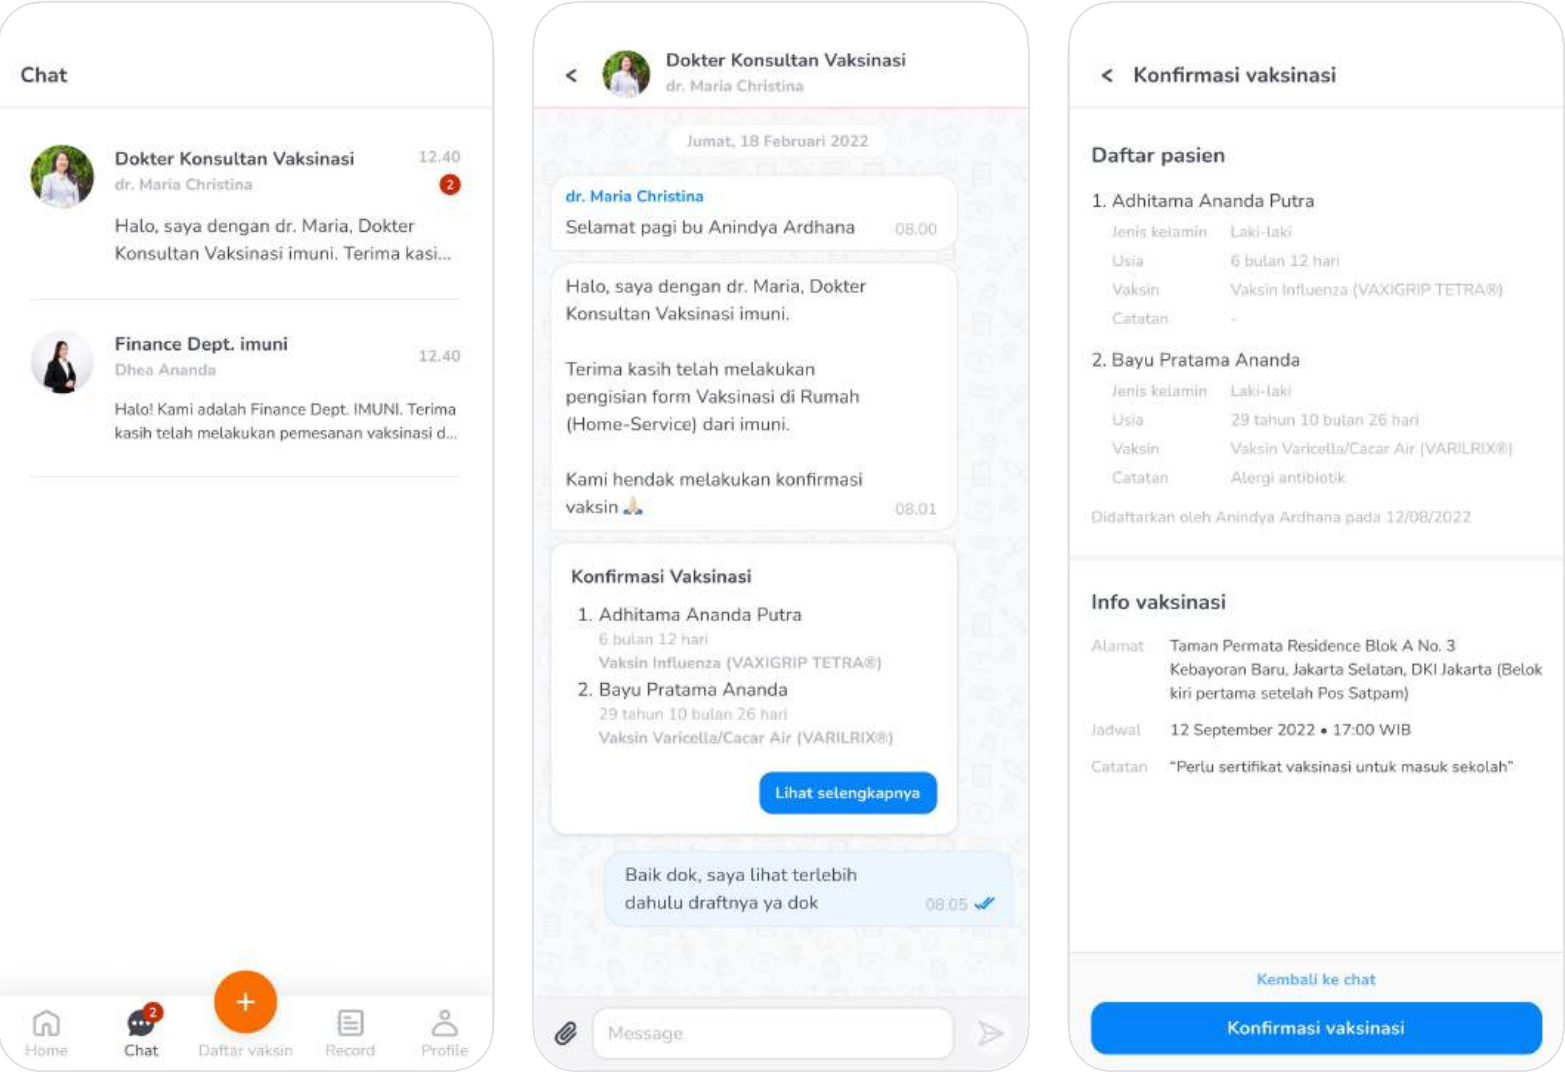 Chat
Dokter Konsultan Vaksinasi 12.40
dr. Maria Christina 2
Halo, saya dengan dr. Maria, Dokter
Konsultan Vaksinasi imuni. Terima kasi...
Finance Dept. imuni 12.40
Dhea Ananda
Halo! Kami adalah Finance Dept. IMUNI. Terima
kasih telah melakukan pemesanan vaksinasi d...
2
+
Home Chat Daftar vaksin Record Profile
< Dokter Konsultan Vaksinasi
dr. Maria Christina
Jumat, 18 Februari 2022
dr. Maria Christina
Selamat pagi bu Anindya Ardhana 08.00
Halo, saya dengan dr. Maria, Dokter
Konsultan Vaksinasi imuni.
Terima kasih telah melakukan
pengisian form Vaksinasi di Rumah
(Home-Service) dari imuni.
Kami hendak melakukan konfirmasi
vaksin 🙏🏻 08.01
Konfirmasi Vaksinasi
1. Adhitama Ananda Putra
6 bulan 12 hari
Vaksin Influenza (VAXIGRIP TETRA®)
2. Bayu Pratama Ananda
29 tahun 10 bulan 26 hari
Vaksin Varicella/Cacar Air (VARILRIX®)
Lihat selengkapnya
Baik dok, saya lihat terlebih
dahulu draftnya ya dok 08.05
Message
< Konfirmasi vaksinasi
Daftar pasien
1. Adhitama Ananda Putra
Jenis kelamin Laki-laki
Usia 6 bulan 12 hari
Vaksin Vaksin Influenza (VAXIGRIP TETRA®)
Catatan -
2. Bayu Pratama Ananda
Jenis kelamin Laki-laki
Usia 29 tahun 10 bulan 26 hari
Vaksin Vaksin Varicella/Cacar Air (VARILRIX®)
Catatan Alergi antibiotik
Didaftarkan oleh Anindya Ardhana pada 12/08/2022
Info vaksinasi
Alamat Taman Permata Residence Blok A No. 3
Kebayoran Baru, Jakarta Selatan, DKI Jakarta (Belok
kiri pertama setelah Pos Satpam)
Jadwal 12 September 2022 • 17:00 WIB
Catatan “Perlu sertifikat vaksinasi untuk masuk sekolah”
Kembali ke chat
Konfirmasi vaksinasi